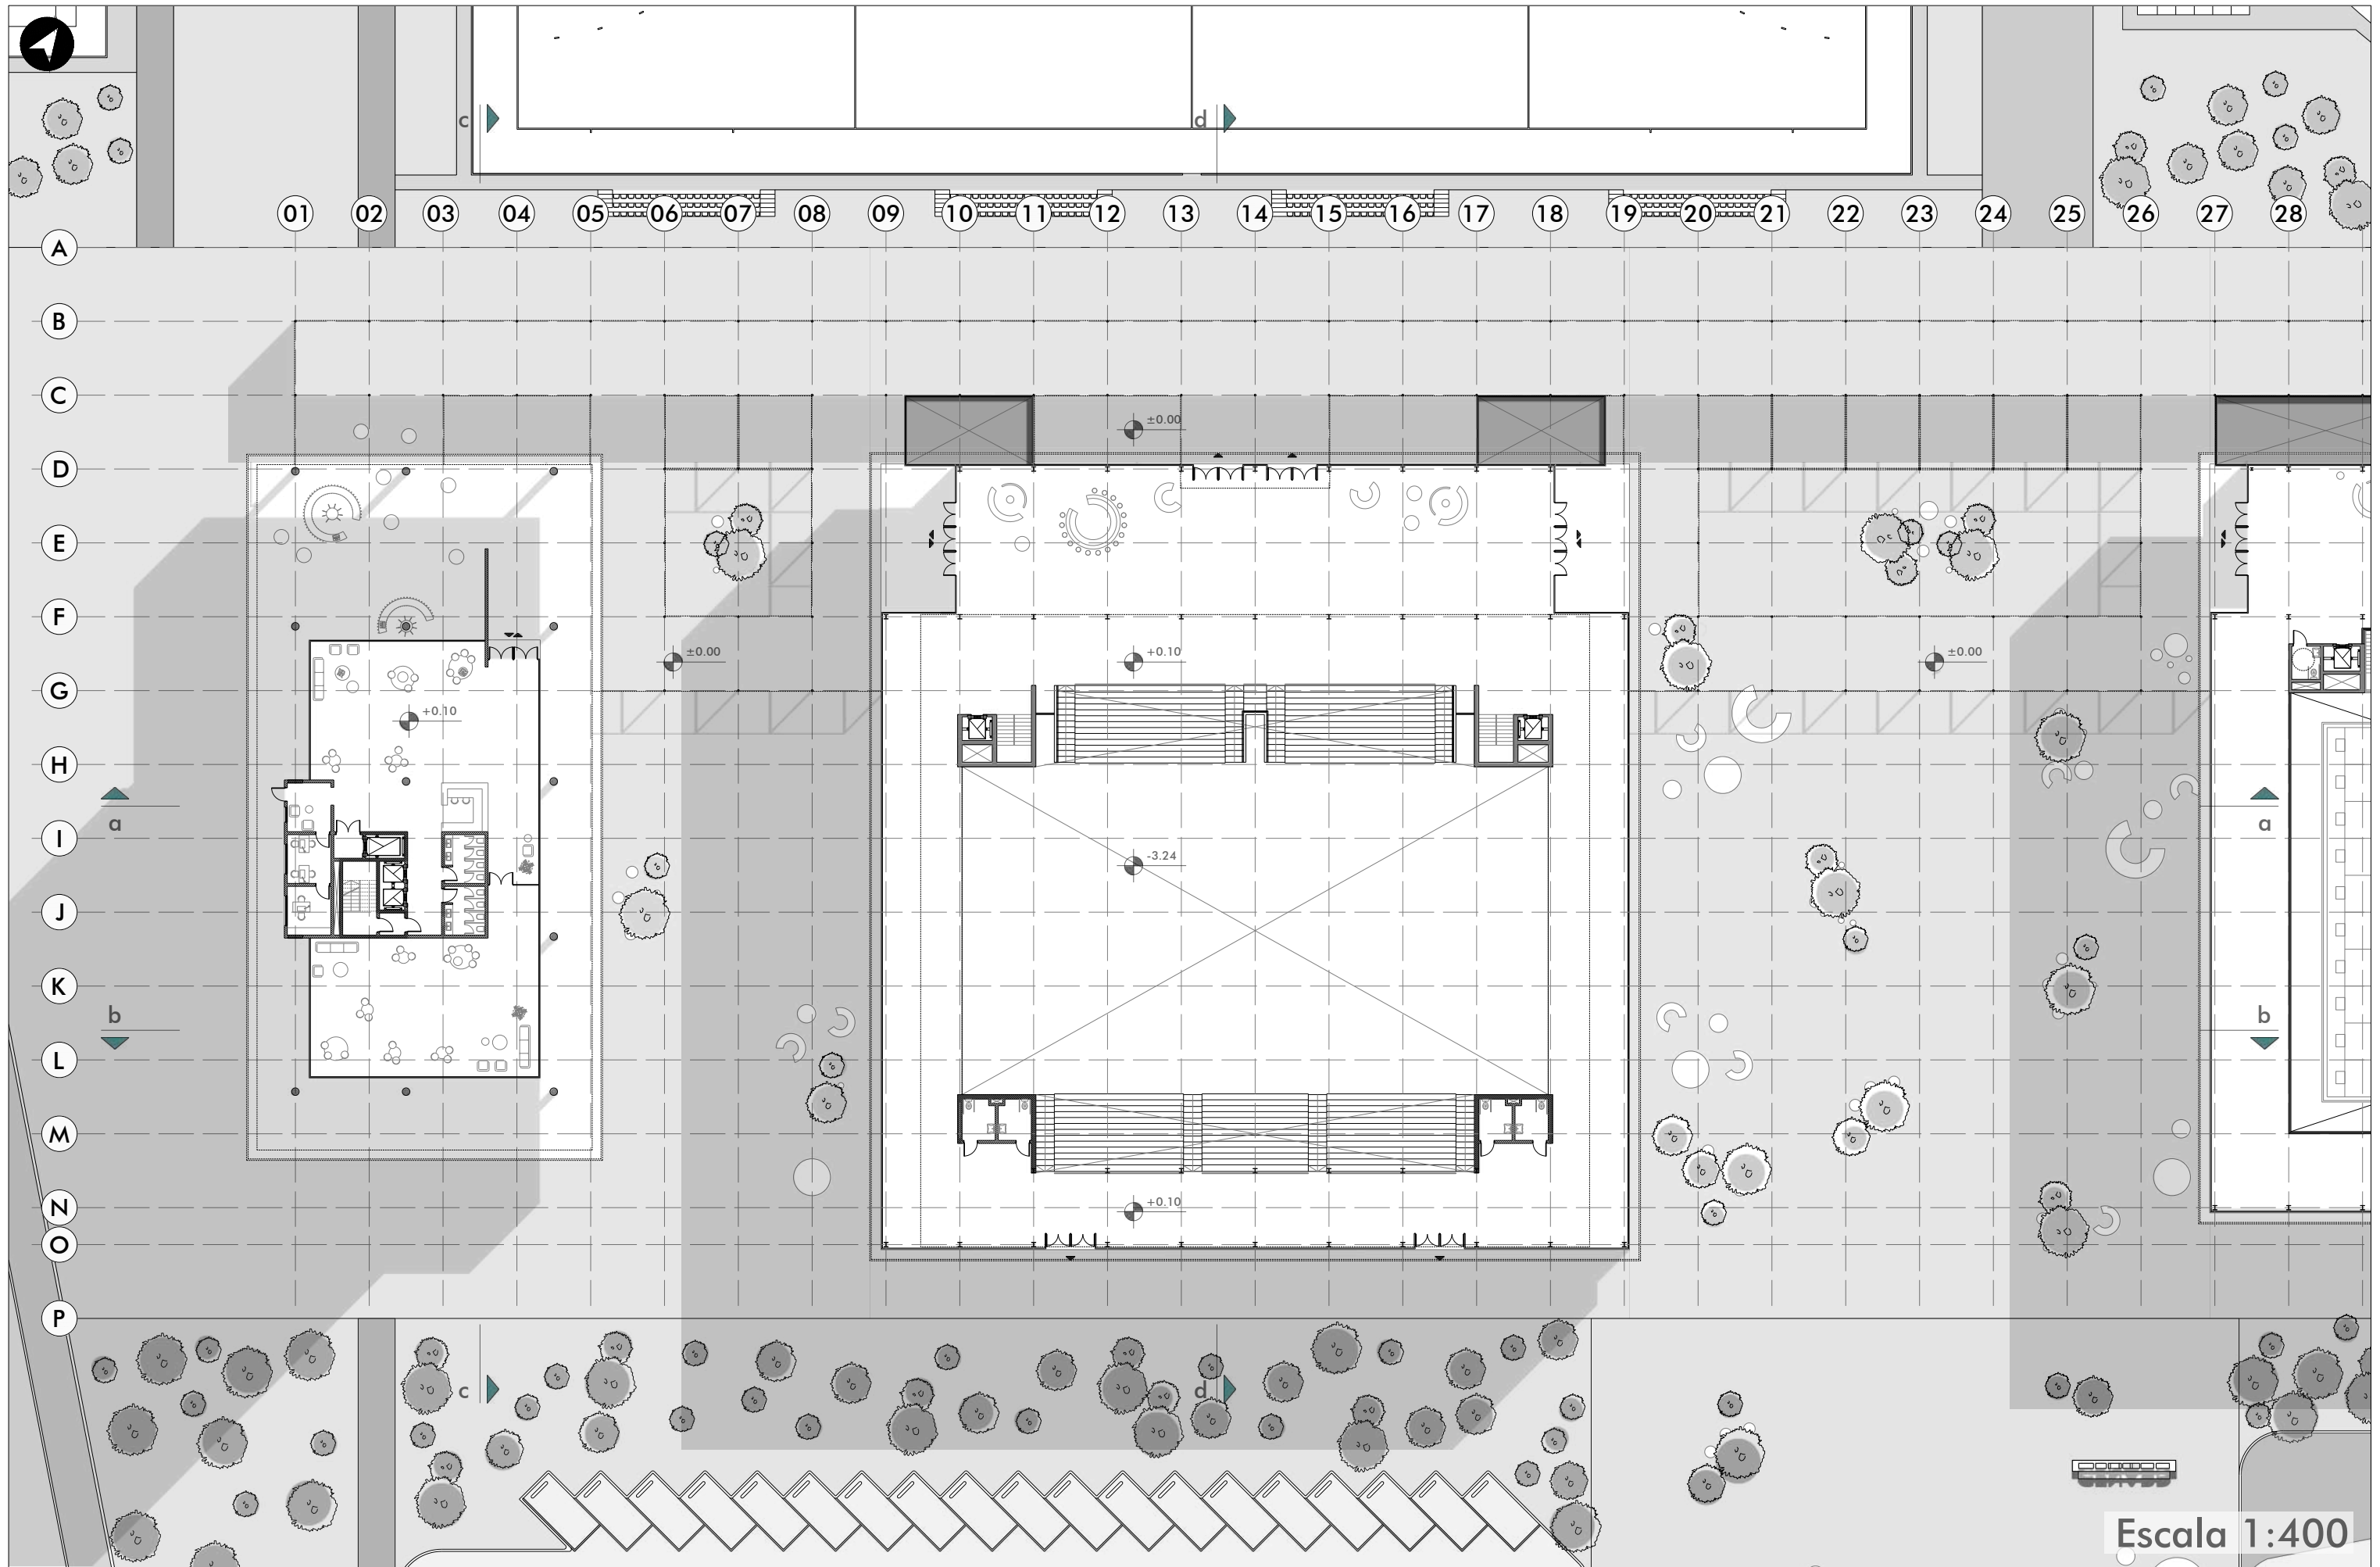 c d
01 02 03 04 05 06 07 08 09 10 11 12 13 14 15 16 17 18 19 20 21 22 23 24 25 26 27 28
A
B
C
±0.00
D
E
F
±0.00 +0.10 ±0.00
G
+0.10
H
a a
I
-3.24
J
K
b b
L
M
N
+0.10
O
P
c d
Escala 1:400